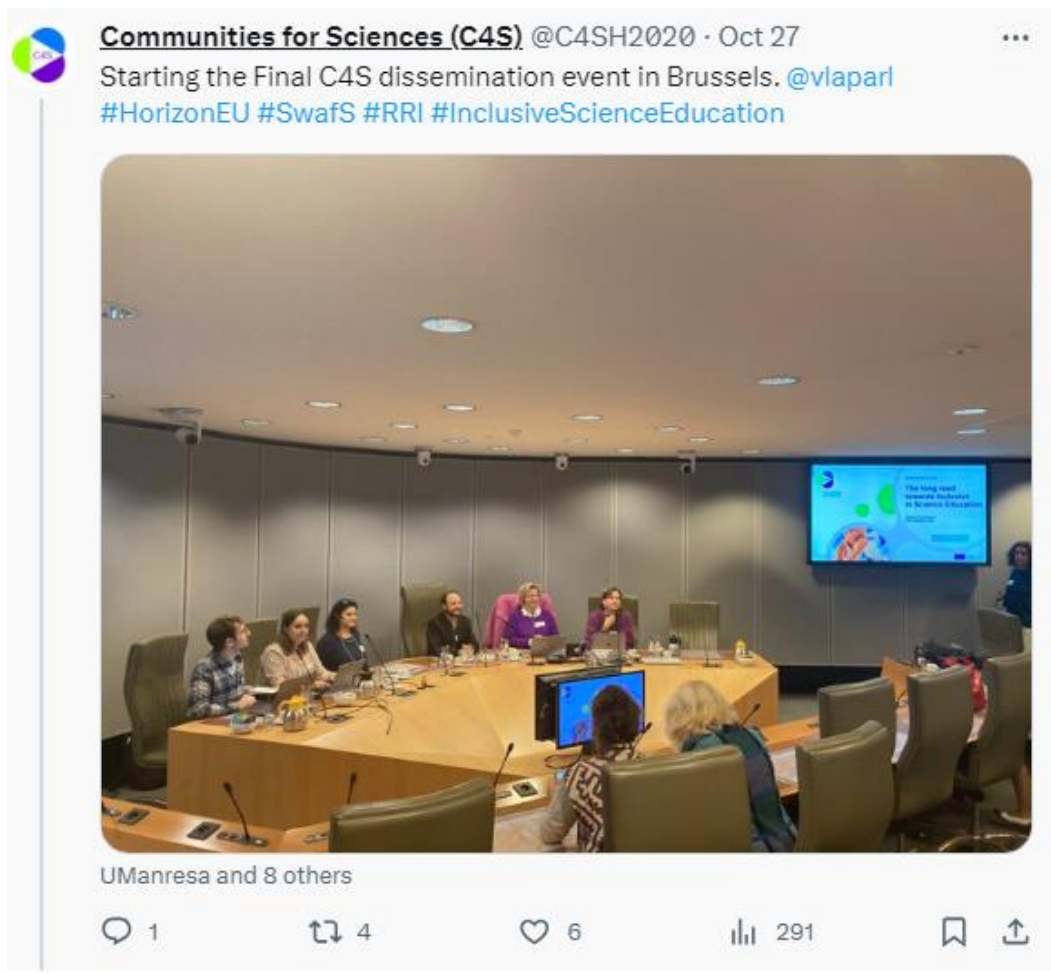 C4S
Communities for Sciences (C4S) @C4SH2020 · Oct 27
Starting the Final C4S dissemination event in Brussels. @vlaparl
#HorizonEU #SwafS #RRI #InclusiveScienceEducation
The long road
towards inclusion
in Science Education
UManresa and 8 others
1 4 6 291